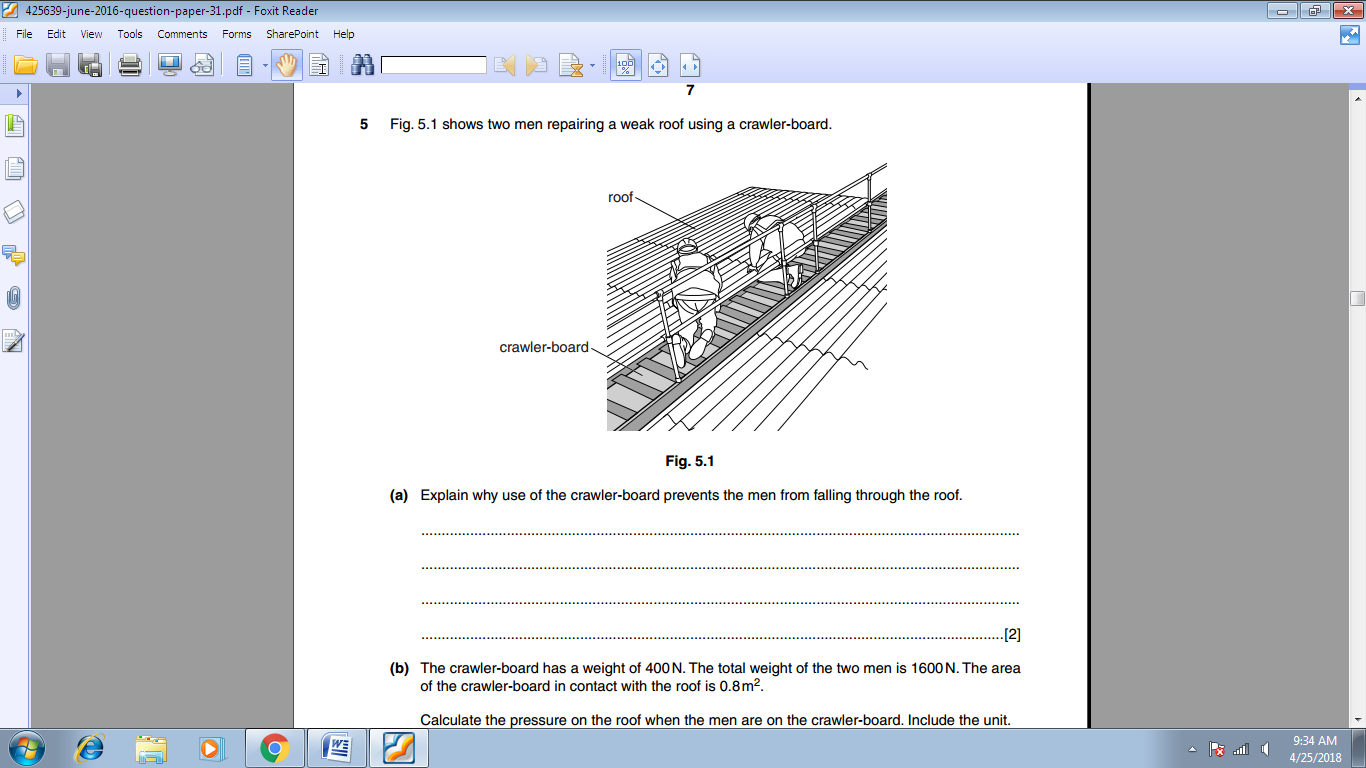 425639-june-2016-question-paper-31.pdf - Foxit Reader
File Edit View Tools Comments Forms SharePoint Help
100 %
7
5 Fig. 5.1 shows two men repairing a weak roof using a crawler-board.
roof
crawler-board
Fig. 5.1
(a) Explain why use of the crawler-board prevents the men from falling through the roof.
[2]
(b) The crawler-board has a weight of 400 N. The total weight of the two men is 1600 N. The area
of the crawler-board in contact with the roof is 0.8 m².
Calculate the pressure on the roof when the men are on the crawler-board. Include the unit.
9:34 AM
4/25/2018